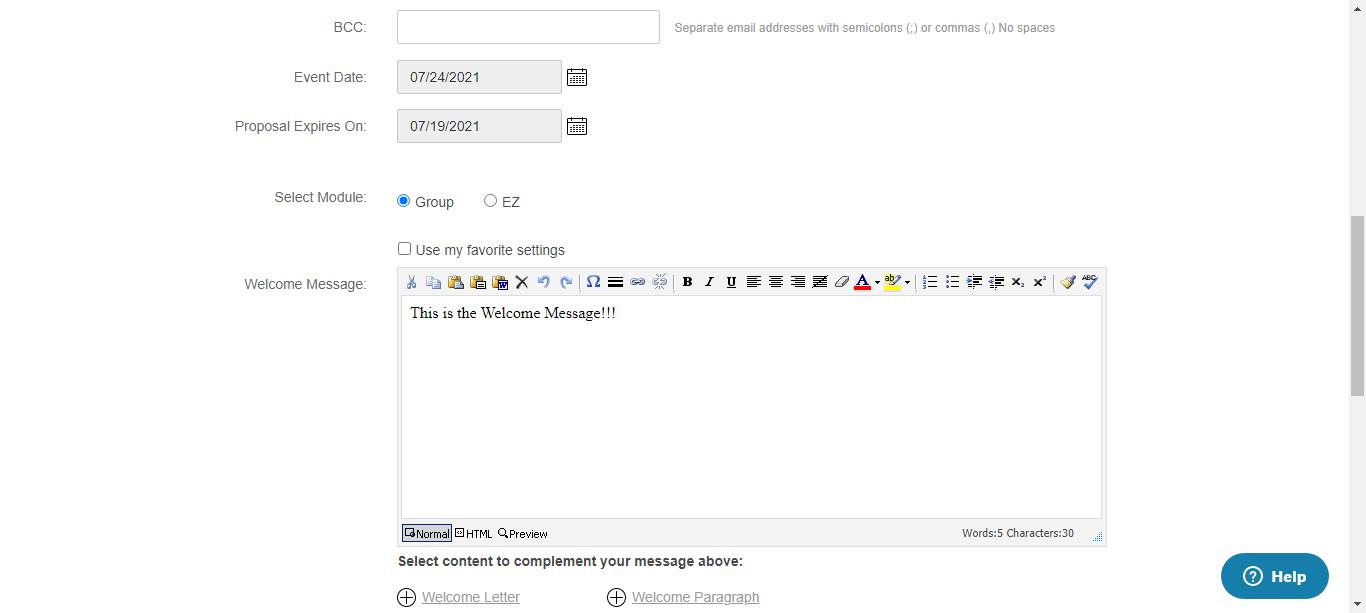 BCC: Separate email addresses with semicolons (;) or commas (,) No spaces
Event Date: 07/24/2021
Proposal Expires On: 07/19/2021
Select Module: Group EZ
Use my favorite settings
Welcome Message:
Ω B I U A ab ABC
This is the Welcome Message!!!
Normal HTML Preview Words:5 Characters:30
Select content to complement your message above:
Welcome Letter Welcome Paragraph
? Help